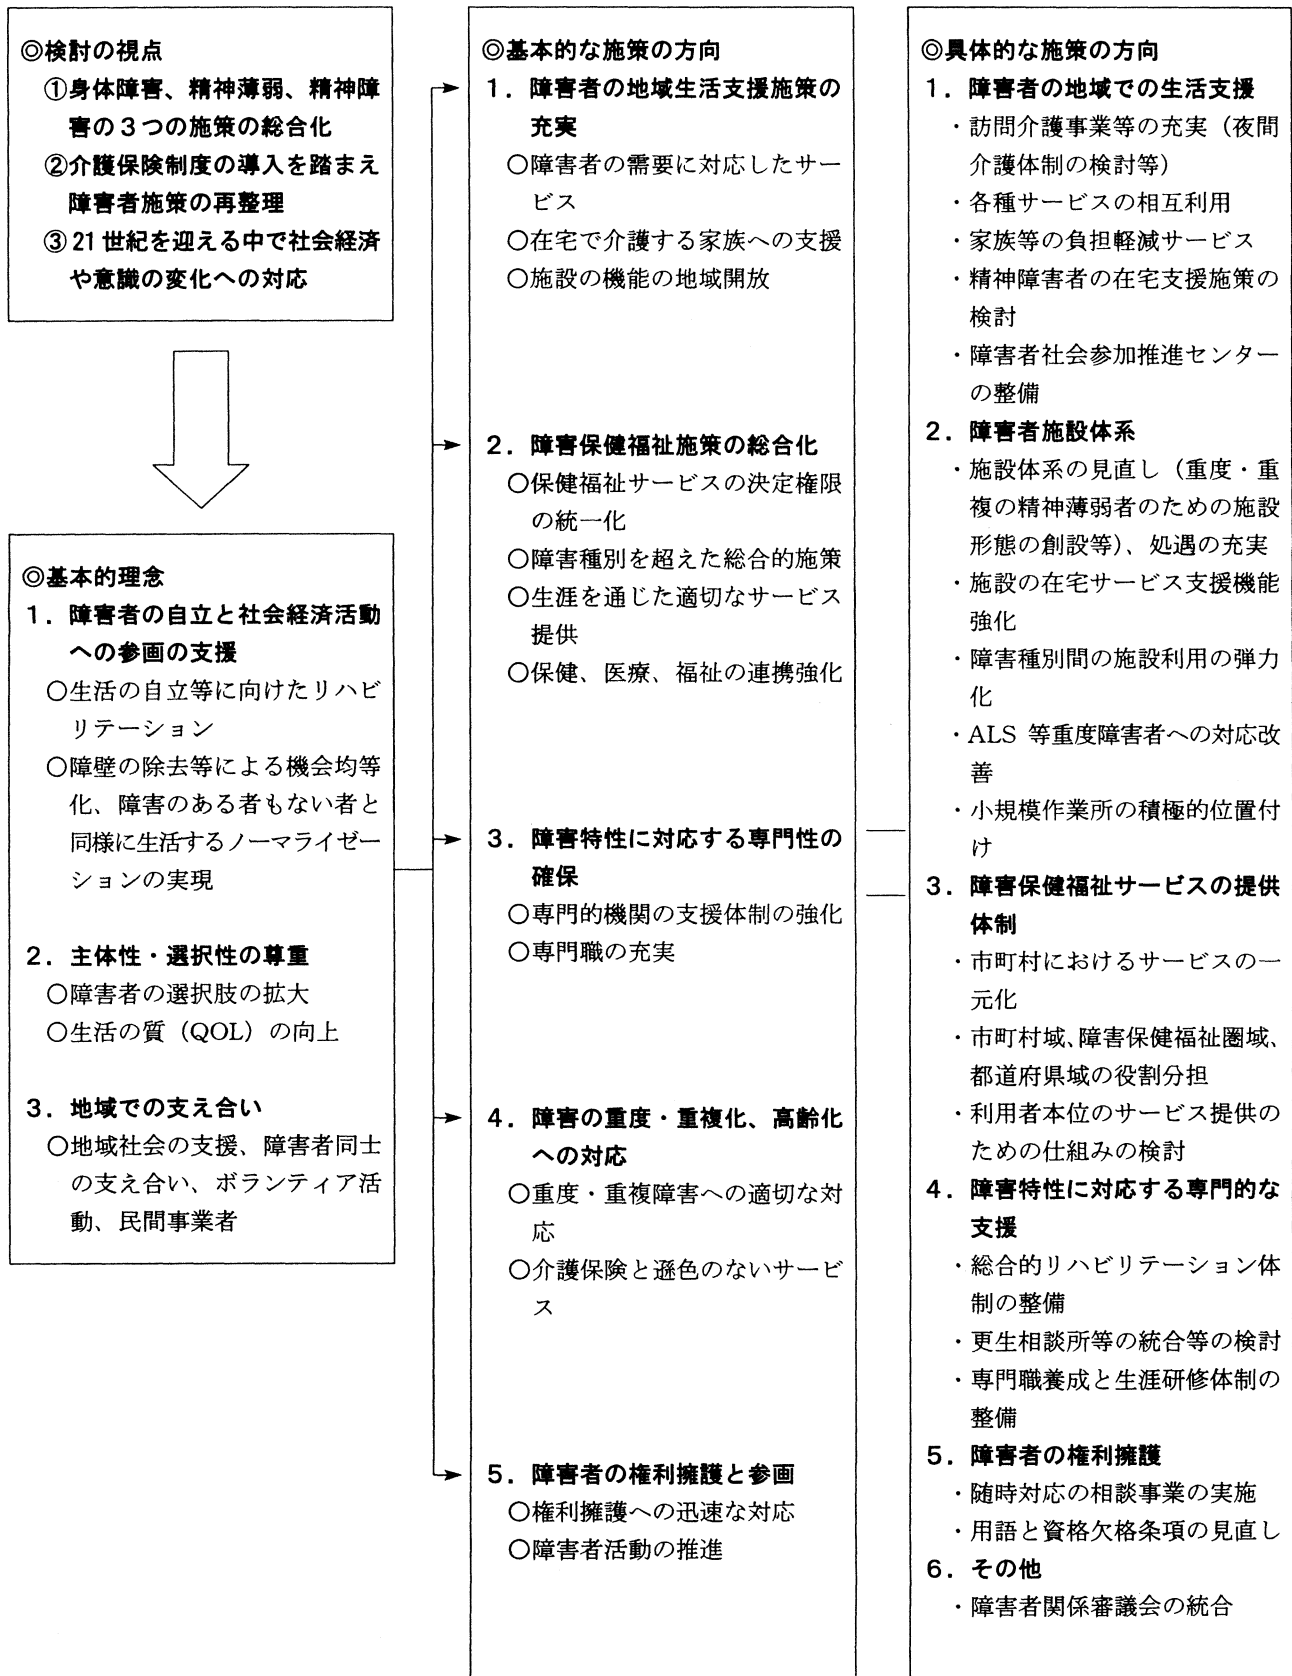 ◎検討の視点
①身体障害、精神薄弱、精神障
害の３つの施策の総合化
②介護保険制度の導入を踏まえ
障害者施策の再整理
③21世紀を迎える中で社会経済
や意識の変化への対応
◎基本的理念
１．障害者の自立と社会経済活動
への参画の支援
○生活の自立等に向けたリハビ
リテーション
○障壁の除去等による機会均等
化、障害のある者もない者と
同様に生活するノーマライゼー
ションの実現
２．主体性・選択性の尊重
○障害者の選択肢の拡大
○生活の質（QOL）の向上
３．地域での支え合い
○地域社会の支援、障害者同士
の支え合い、ボランティア活
動、民間事業者
◎基本的な施策の方向
１．障害者の地域生活支援施策の
充実
○障害者の需要に対応したサー
ビス
○在宅で介護する家族への支援
○施設の機能の地域開放
２．障害保健福祉施策の総合化
○保健福祉サービスの決定権限
の統一化
○障害種別を超えた総合的施策
○生涯を通じた適切なサービス
提供
○保健、医療、福祉の連携強化
３．障害特性に対応する専門性の
確保
○専門的機関の支援体制の強化
○専門職の充実
４．障害の重度・重複化、高齢化
への対応
○重度・重複障害への適切な対
応
○介護保険と遜色のないサービ
ス
５．障害者の権利擁護と参画
○権利擁護への迅速な対応
○障害者活動の推進
◎具体的な施策の方向
１．障害者の地域での生活支援
・訪問介護事業等の充実（夜間
介護体制の検討等）
・各種サービスの相互利用
・家族等の負担軽減サービス
・精神障害者の在宅支援施策の
検討
・障害者社会参加推進センター
の整備
２．障害者施設体系
・施設体系の見直し（重度・重
複の精神薄弱者のための施設
形態の創設等）、処遇の充実
・施設の在宅サービス支援機能
強化
・障害種別間の施設利用の弾力
化
・ALS 等重度障害者への対応改
善
・小規模作業所の積極的位置付
け
３．障害保健福祉サービスの提供
体制
・市町村におけるサービスの一
元化
・市町村域、障害保健福祉圏域、
都道府県域の役割分担
・利用者本位のサービス提供の
ための仕組みの検討
４．障害特性に対応する専門的な
支援
・総合的リハビリテーション体
制の整備
・更生相談所等の統合等の検討
・専門職養成と生涯研修体制の
整備
５．障害者の権利擁護
・随時対応の相談事業の実施
・用語と資格欠格条項の見直し
６．その他
・障害者関係審議会の統合